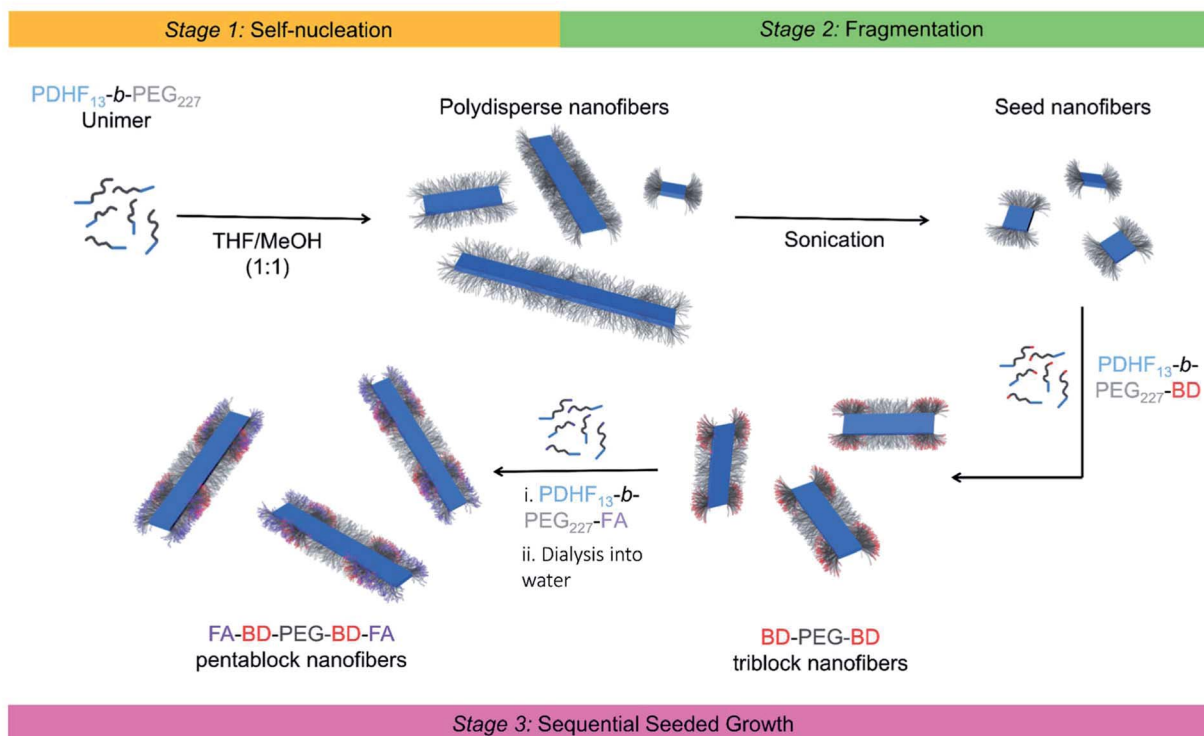 Stage 1: Self-nucleation
Stage 2: Fragmentation
PDHF₁₃-b-PEG₂₂₇
Unimer
THF/MeOH
(1:1)
Polydisperse nanofibers
Sonication
Seed nanofibers
PDHF₁₃-b-
PEG₂₂₇-BD
BD-PEG-BD
triblock nanofibers
i. PDHF₁₃-b-
PEG₂₂₇-FA
ii. Dialysis into
water
FA-BD-PEG-BD-FA
pentablock nanofibers
Stage 3: Sequential Seeded Growth